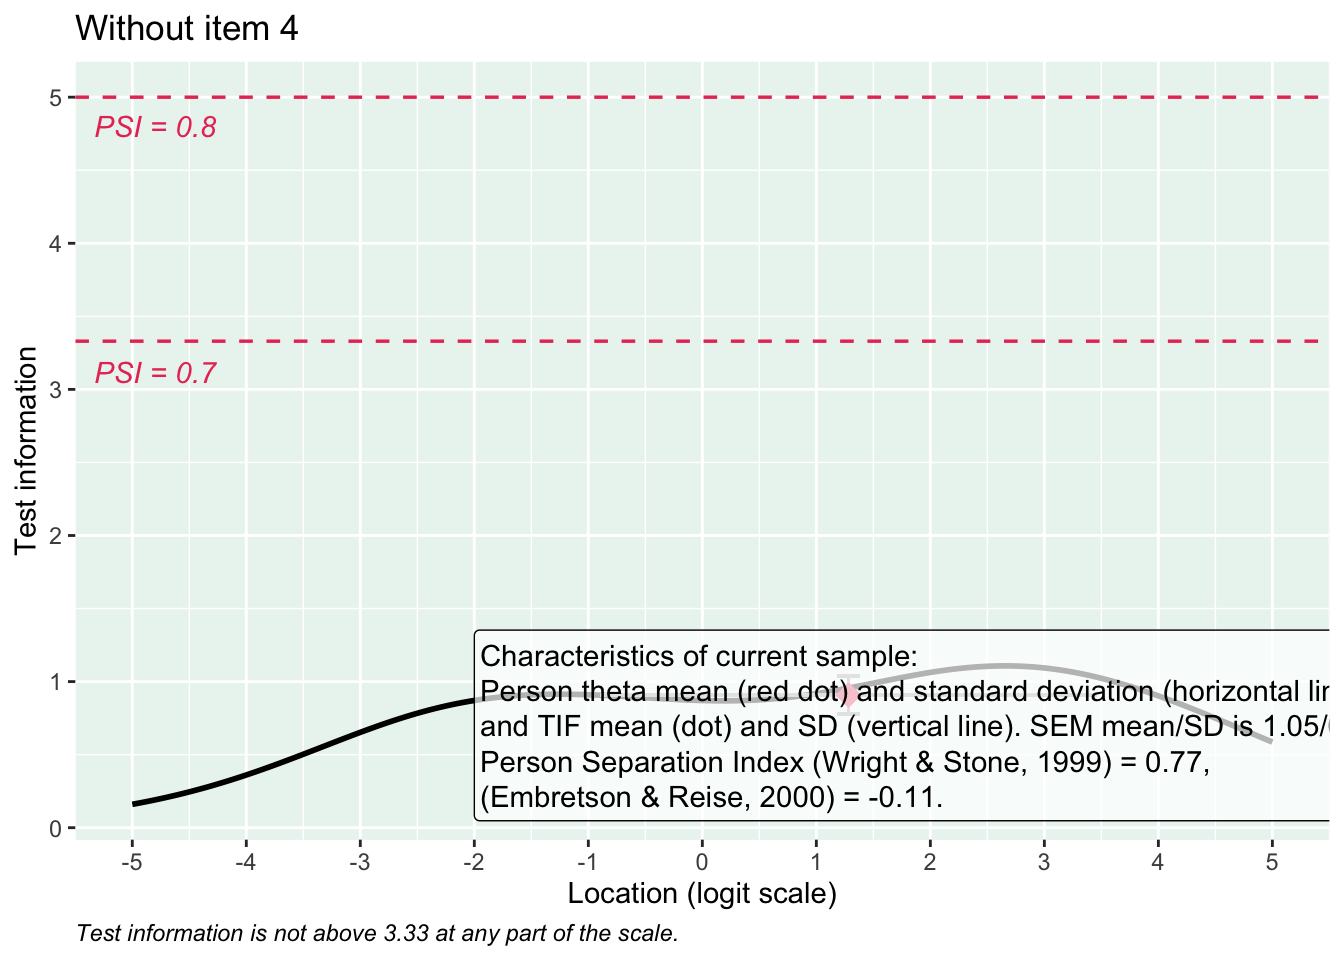 Without item 4
5
PSI = 0.8
4
PSI = 0.7
3
2
1
0
Test information
Characteristics of current sample:
Person theta mean (red dot) and standard deviation (horizontal
and TIF mean (dot) and SD (vertical line). SEM mean/SD is 1.05/
Person Separation Index (Wright & Stone, 1999) = 0.77,
(Embretson & Reise, 2000) = -0.11.
-5 -4 -3 -2 -1 0 1 2 3 4 5
Location (logit scale)
Test information is not above 3.33 at any part of the scale.